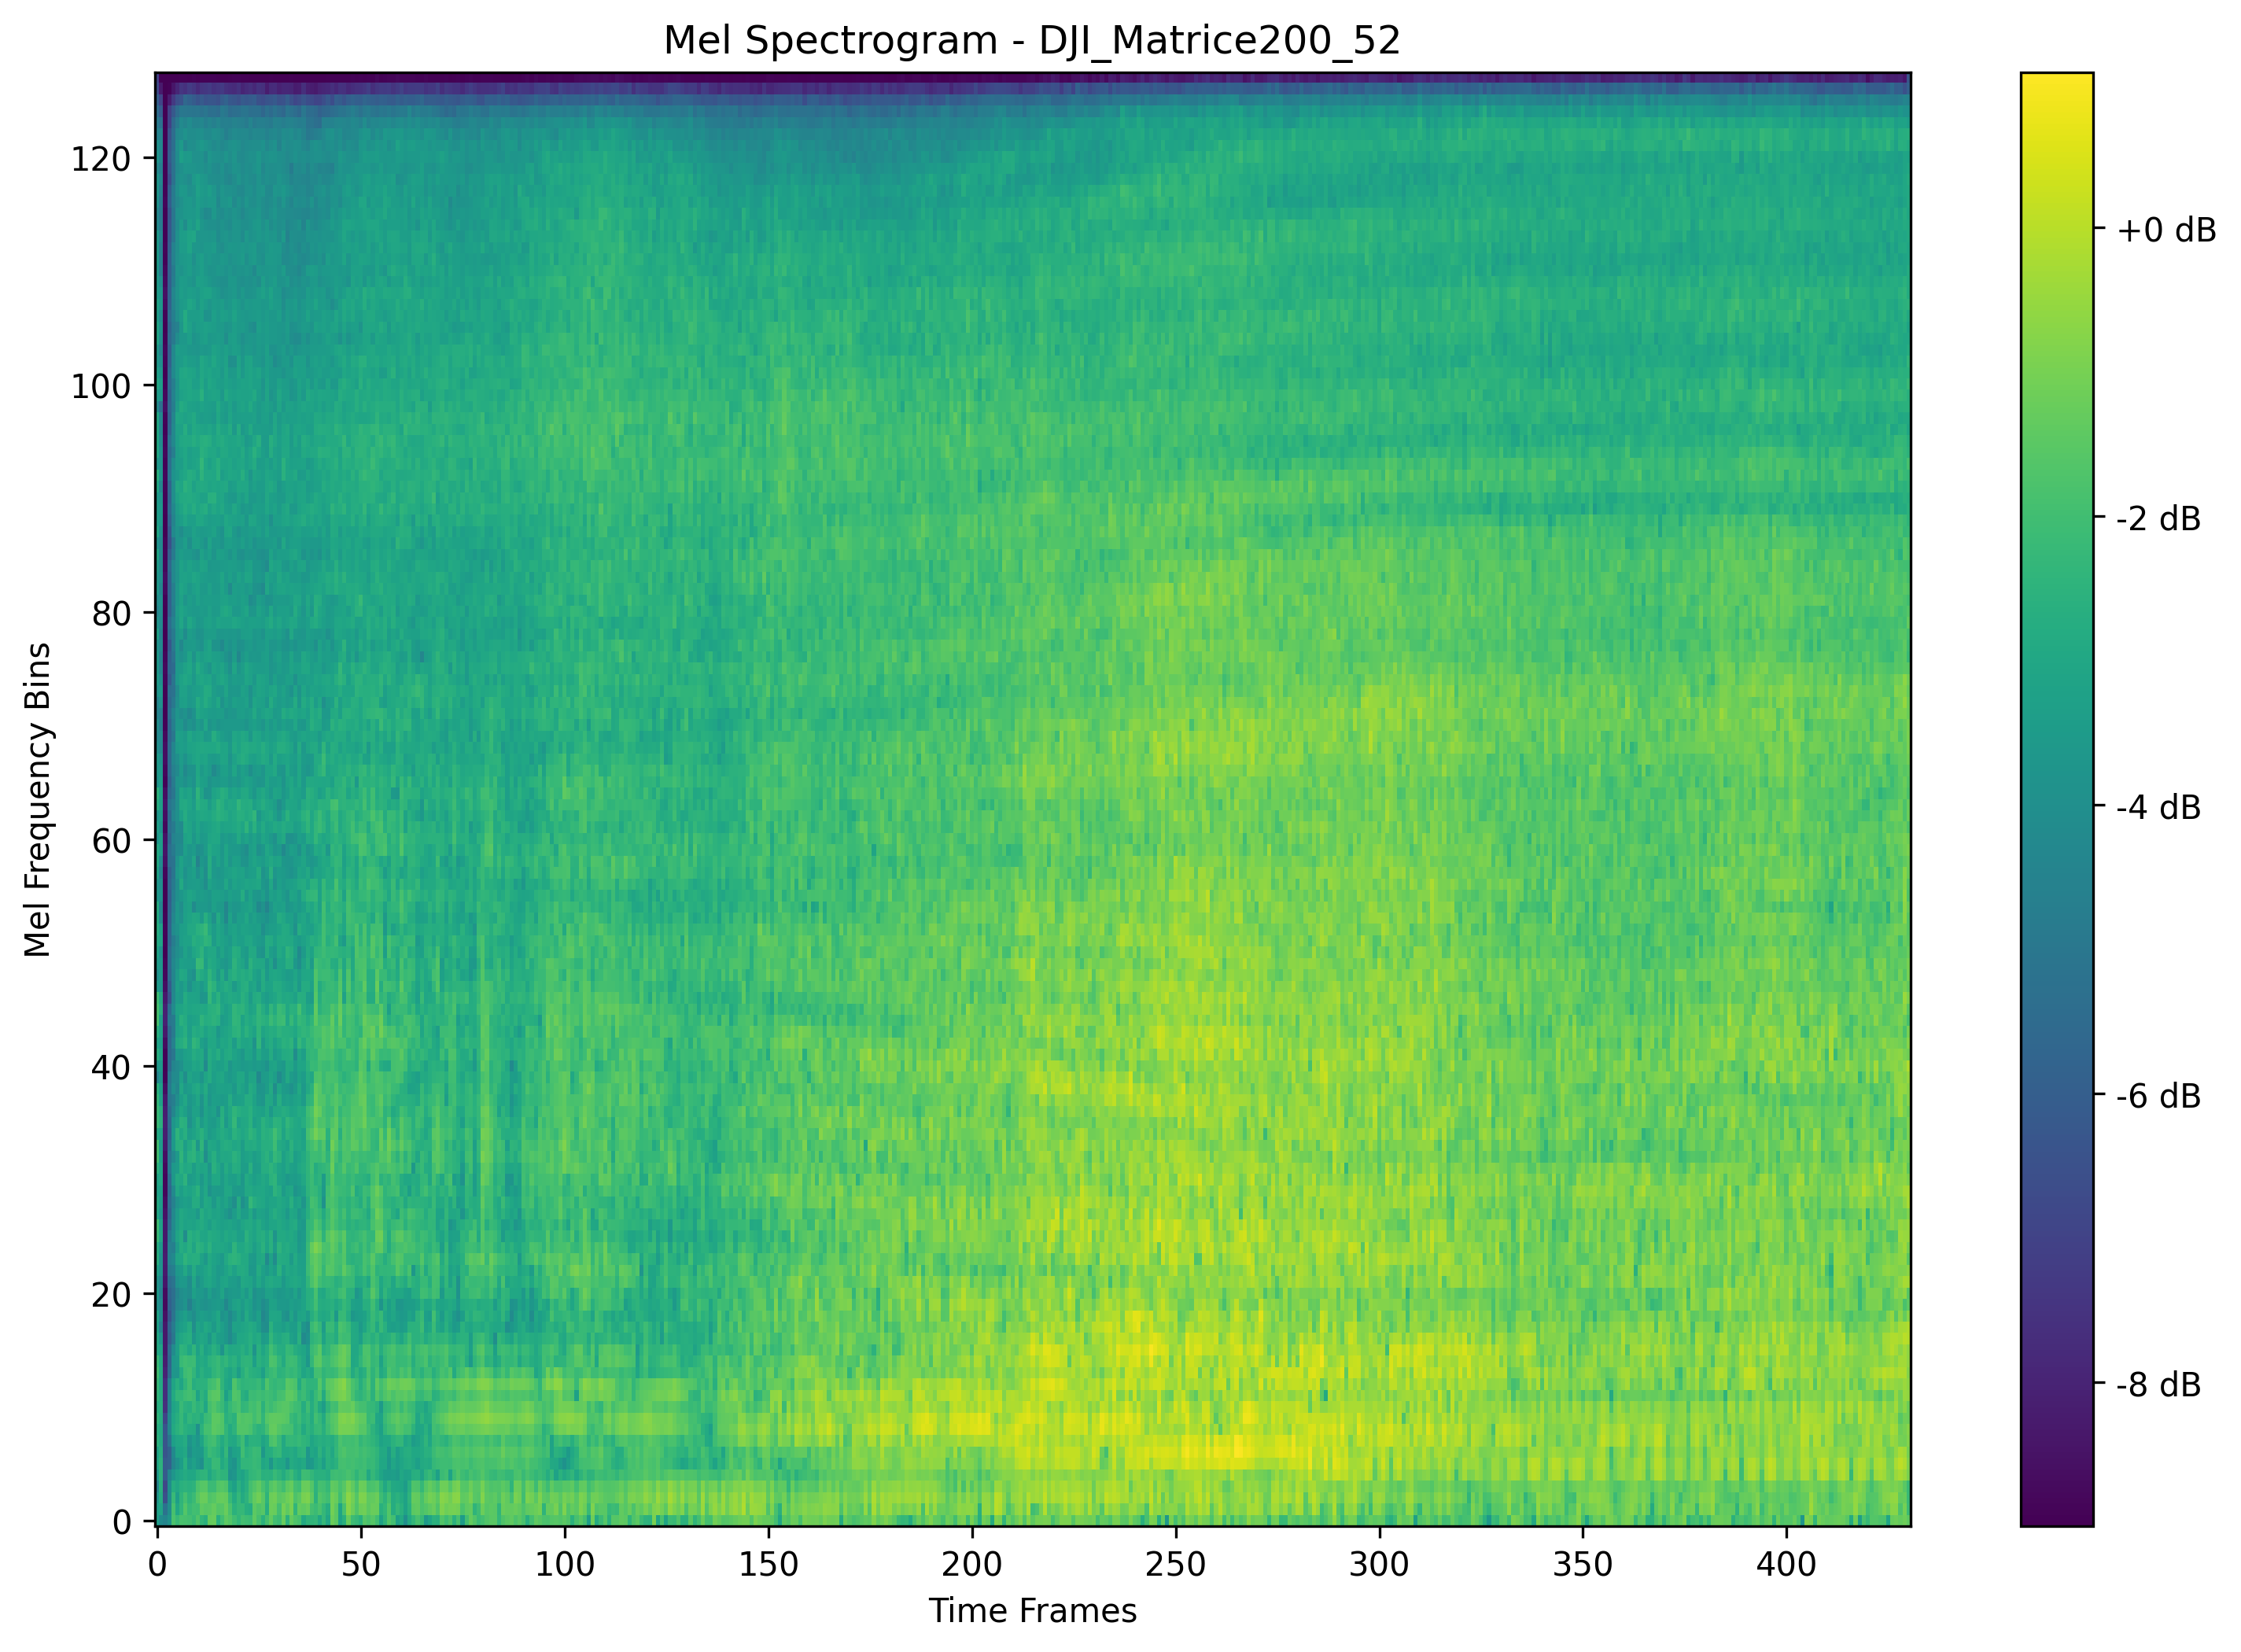 Mel Spectrogram - DJI_Matrice200_52
120
100
80
60
40
20
0
Mel Frequency Bins
0 50 100 150 200 250 300 350 400
Time Frames
+0 dB
-2 dB
-4 dB
-6 dB
-8 dB